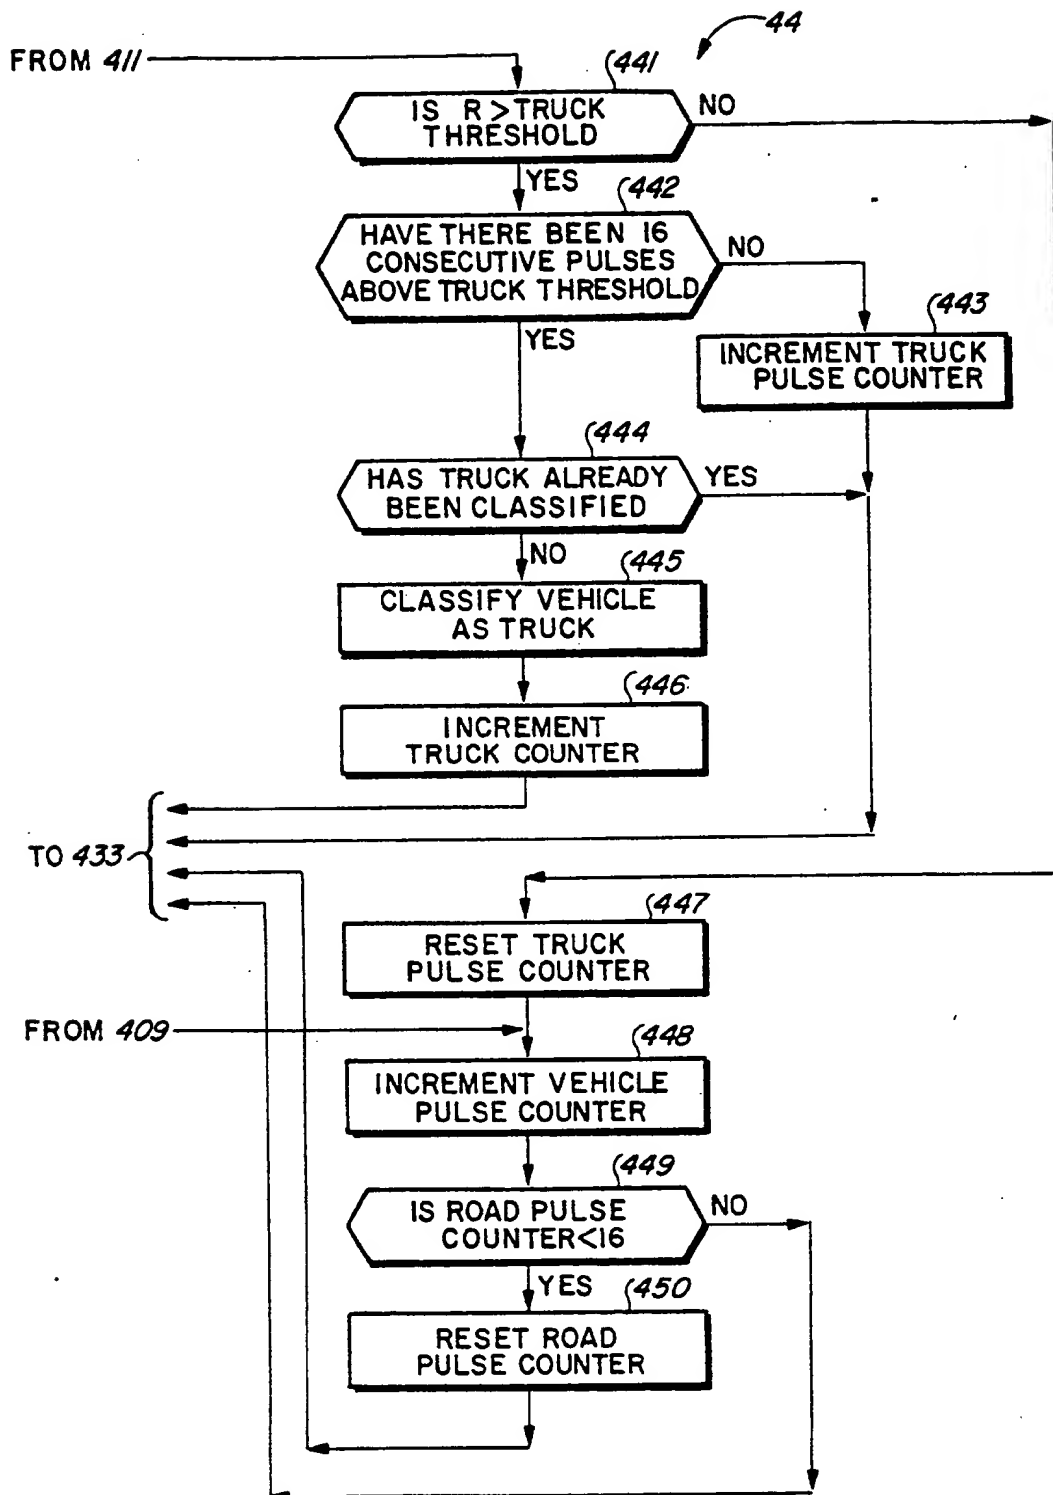 44
FROM 411
441
IS R > TRUCK
THRESHOLD
NO
YES
442
HAVE THERE BEEN 16
CONSECUTIVE PULSES
ABOVE TRUCK THRESHOLD
NO
YES
443
INCREMENT TRUCK
PULSE COUNTER
444
HAS TRUCK ALREADY
BEEN CLASSIFIED
YES
NO
445
CLASSIFY VEHICLE
AS TRUCK
446
INCREMENT
TRUCK COUNTER
TO 433
447
RESET TRUCK
PULSE COUNTER
FROM 409
448
INCREMENT VEHICLE
PULSE COUNTER
449
IS ROAD PULSE
COUNTER<16
NO
YES
450
RESET ROAD
PULSE COUNTER